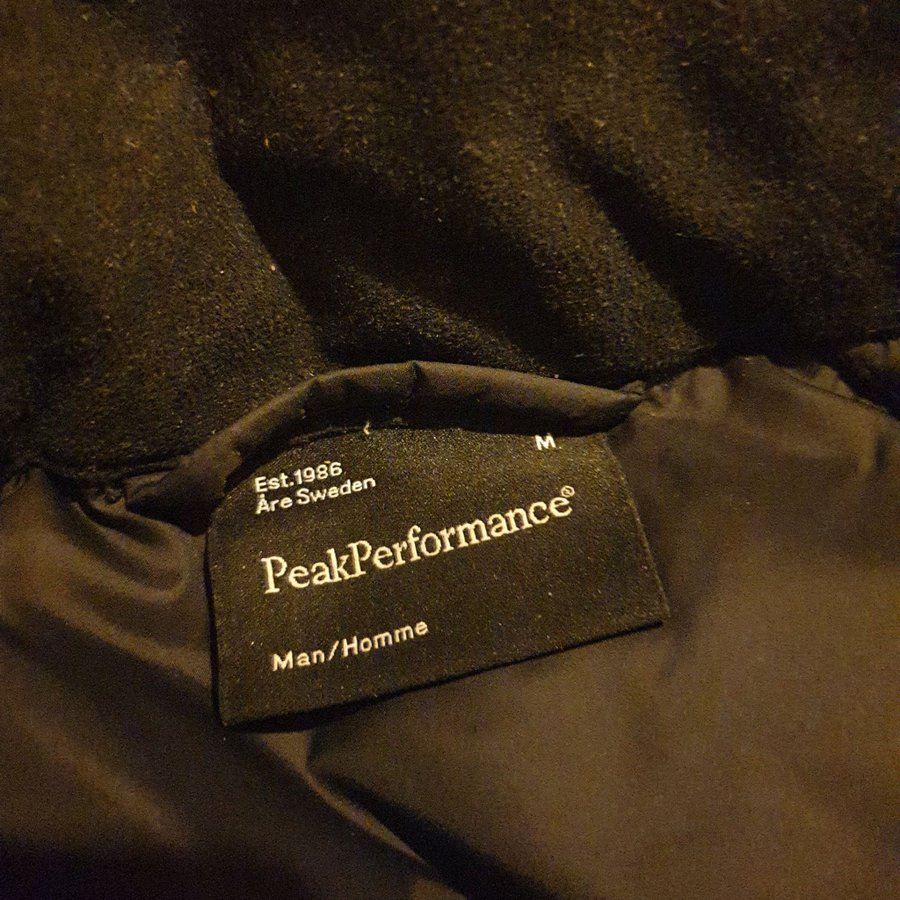 M
Est.1986
Åre Sweden
PeakPerformance®
Man/Homme